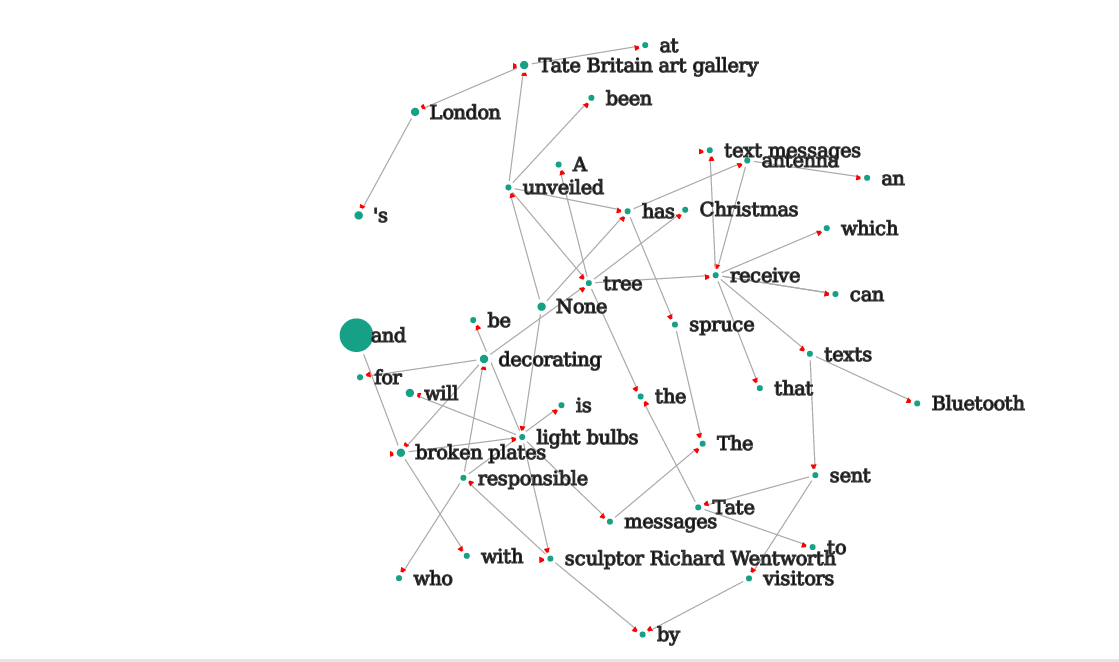 at
Tate Britain art gallery
been
London
text messages
antenna
A
an
unveiled
has
Christmas
's
which
receive
tree
can
None
be
spruce
and
texts
decorating
for
that
will
the
Bluetooth
is
light bulbs
The
broken plates
sent
responsible
Tate
messages
to
with
sculptor Richard Wentworth
who
visitors
by